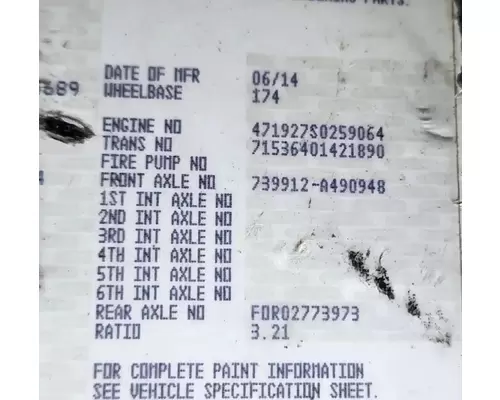 PARTS.
DATE OF MFR 06/14
689 WHEELBASE 174
ENGINE NO 471927S0259064
TRANS NO 71536401421890
FIRE PUMP NO
FRONT AXLE NO 739912-A490948
1ST INT AXLE NO
2ND INT AXLE NO
3RD INT AXLE NO
4TH INT AXLE NO
5TH INT AXLE NO
6TH INT AXLE NO
REAR AXLE NO FOR02773973
RATIO 3.21
FOR COMPLETE PAINT INFORMATION
SEE VEHICLE SPECIFICATION SHEET.